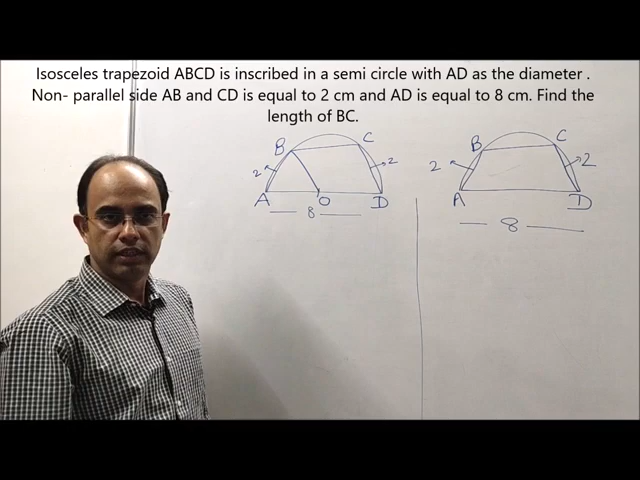 Isosceles trapezoid ABCD is inscribed in a semi circle with AD as the diameter .
Non- parallel side AB and CD is equal to 2 cm and AD is equal to 8 cm. Find the
length of BC.
B C
2 2
A O D
8
B C
2 2
A D
8